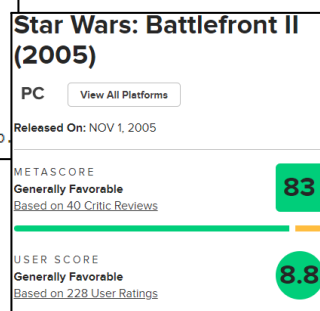 Star Wars: Battlefront II
(2005)
PC View All Platforms
Released On: NOV 1, 2005
METASCORE
Generally Favorable
83
Based on 40 Critic Reviews
USER SCORE
Generally Favorable
8.8
Based on 228 User Ratings